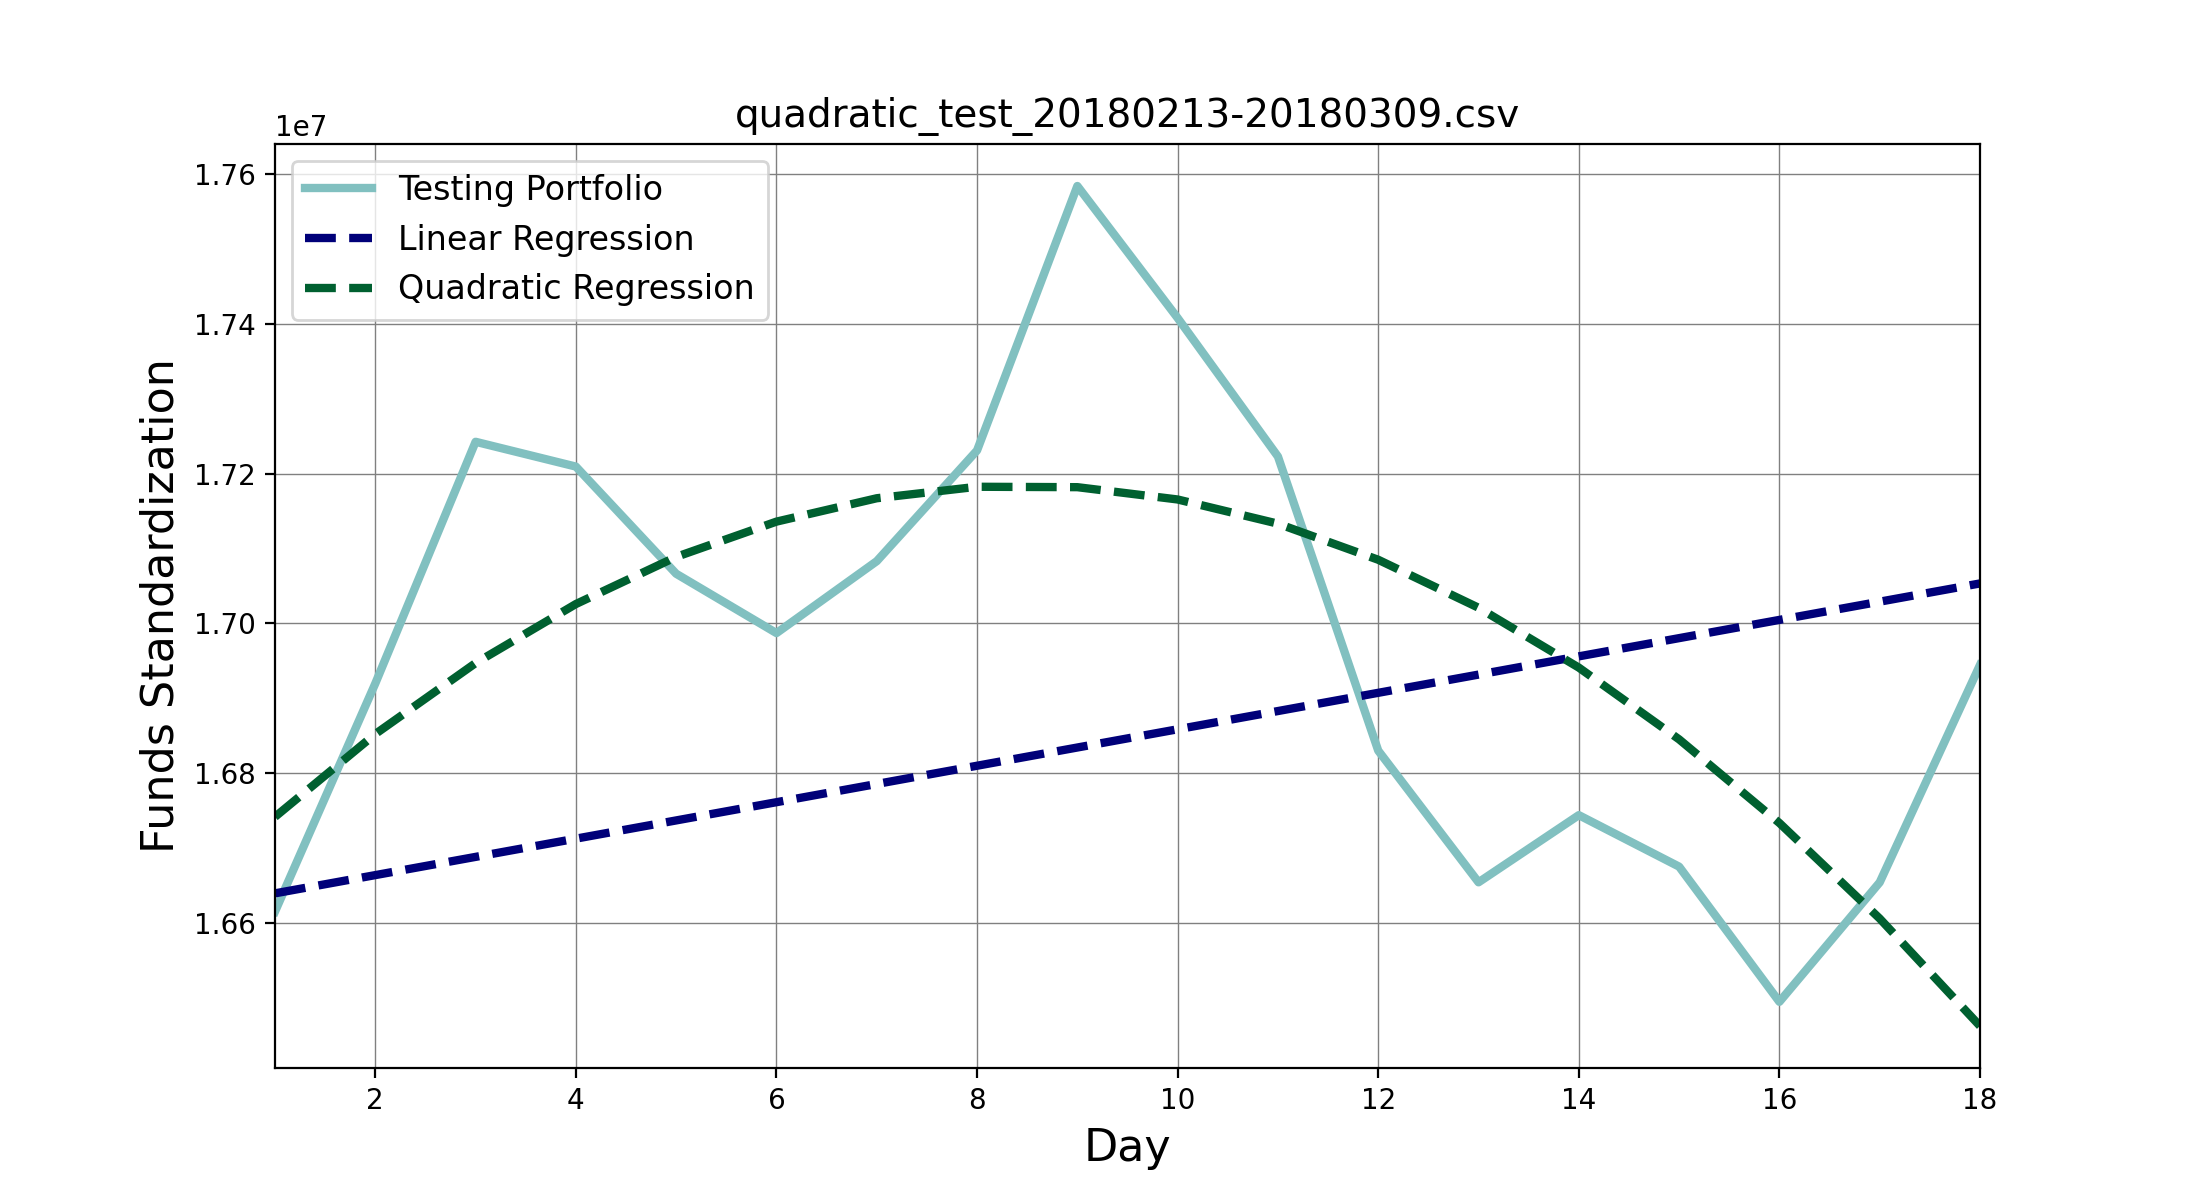 quadratic_test_20180213-20180309.csv
1e7
1.76
1.74
1.72
1.70
1.68
1.66
Funds Standardization
Testing Portfolio
Linear Regression
Quadratic Regression
2 4 6 8 10 12 14 16 18
Day